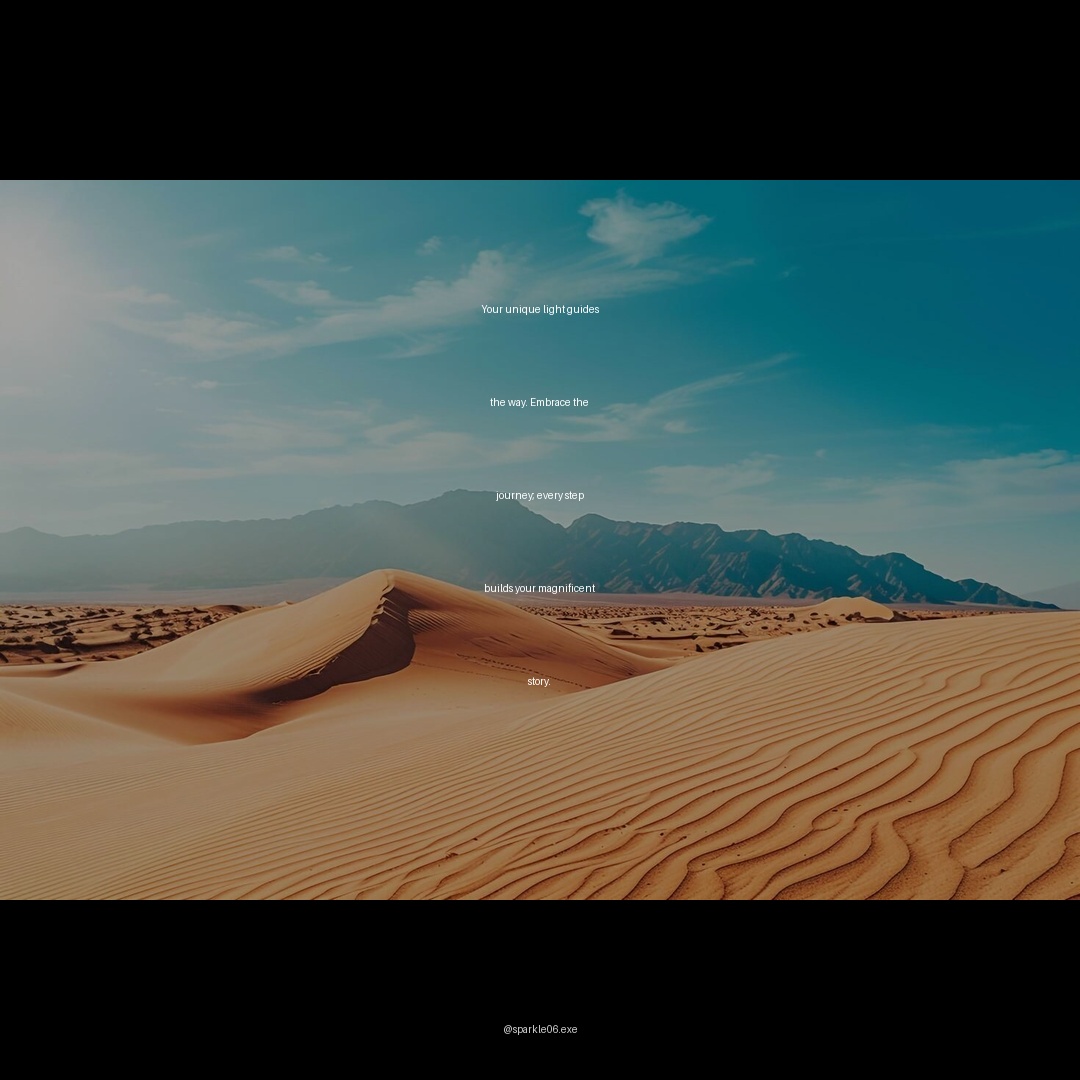 Your unique light guides
the way. Embrace the
journey; every step
builds your magnificent
story.
@sparkle06.exe